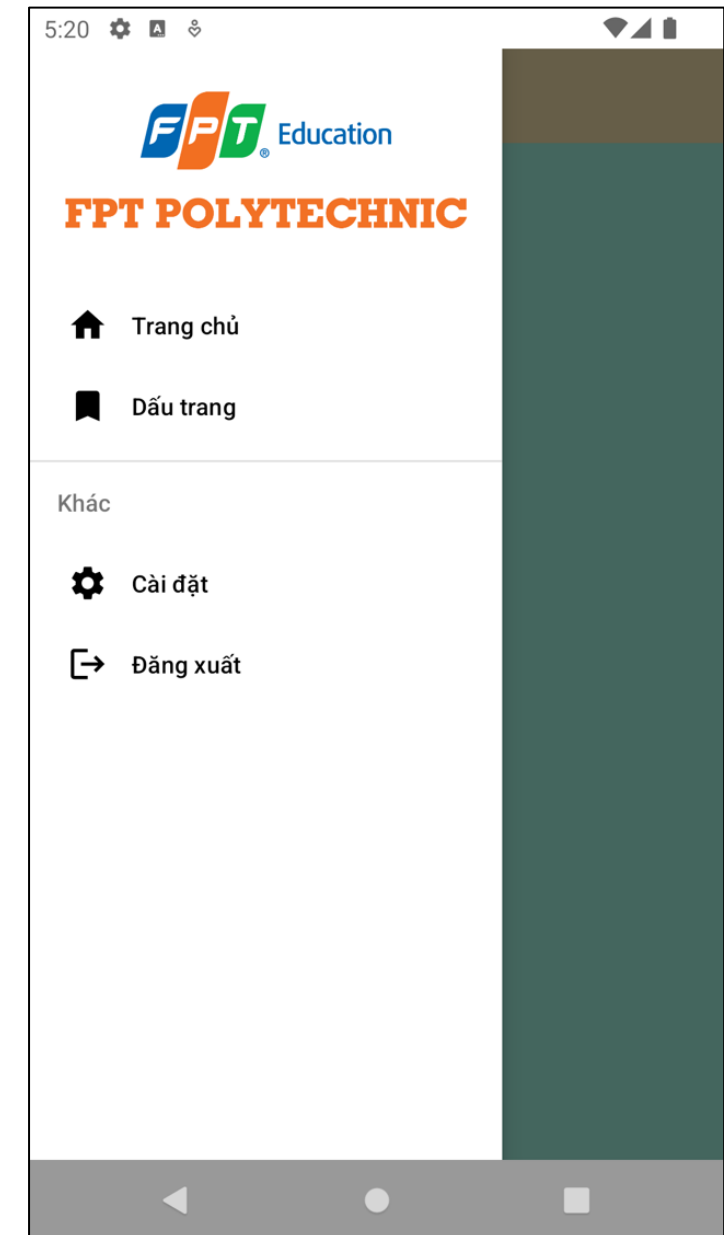 5:20
FPT Education
FPT POLYTECHNIC
Trang chủ
Dấu trang
Khác
Cài đặt
Đăng xuất